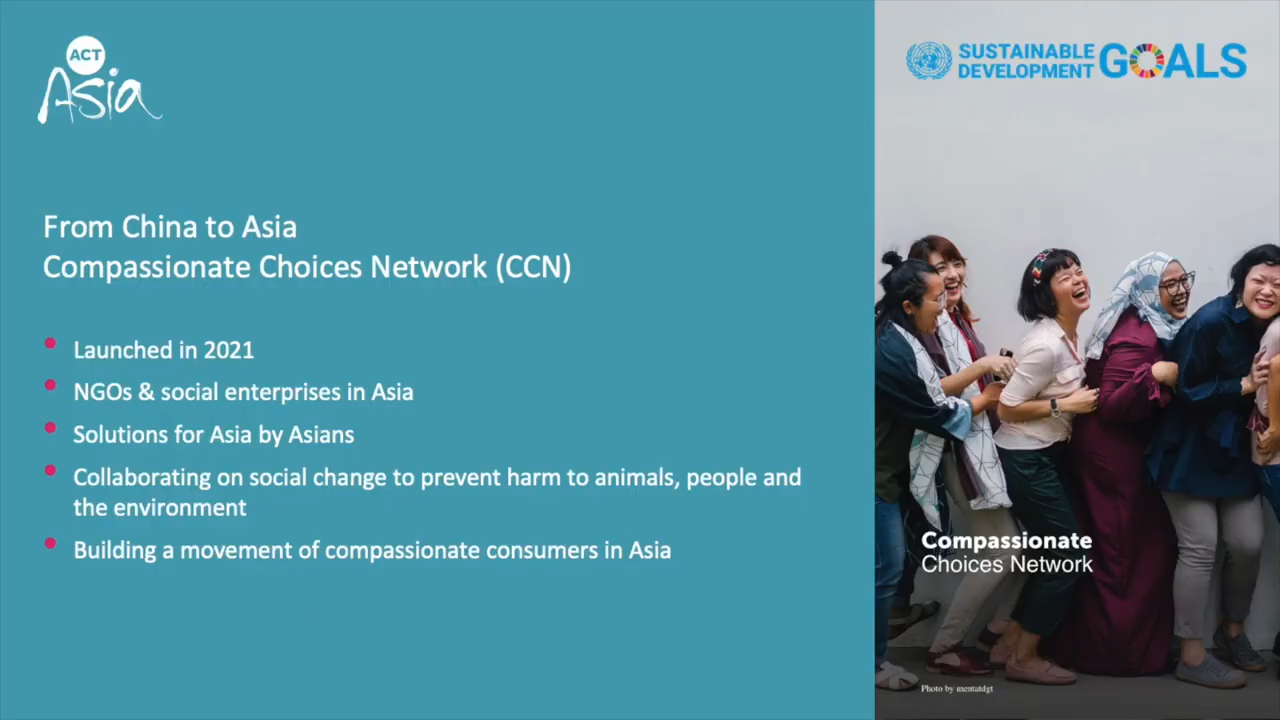 ACT
Asia
From China to Asia
Compassionate Choices Network (CCN)
Launched in 2021
NGOs & social enterprises in Asia
Solutions for Asia by Asians
Collaborating on social change to prevent harm to animals, people and
the environment
Building a movement of compassionate consumers in Asia
SUSTAINABLE
DEVELOPMENT
GOALS
Compassionate
Choices Network
Photo by mentatdgt